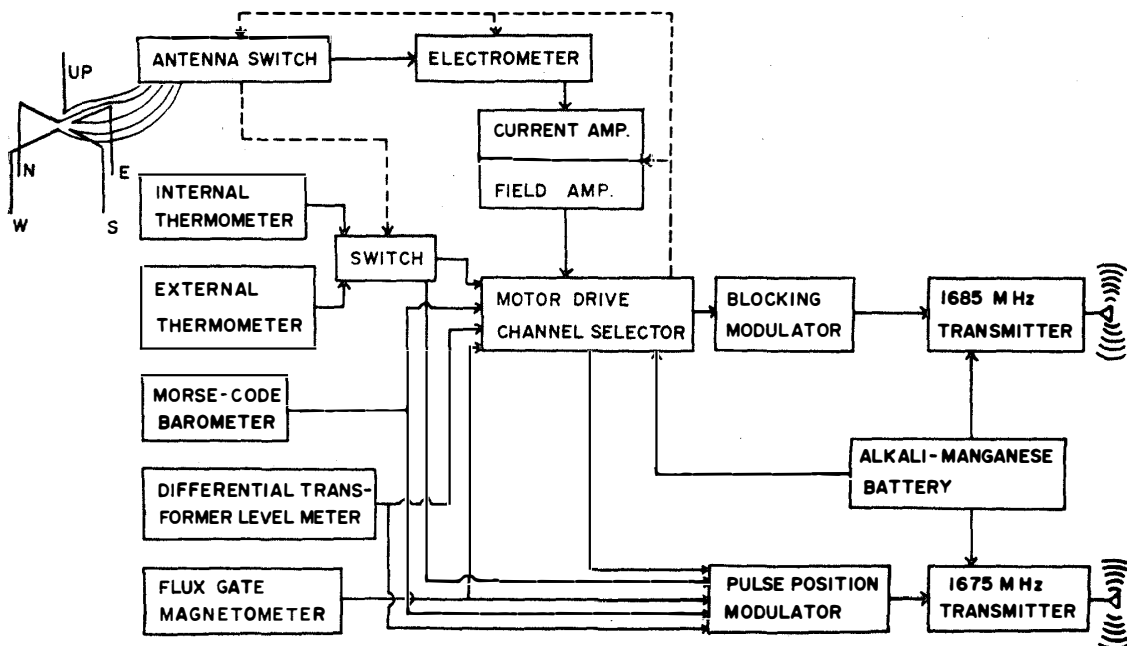 ANTENNA SWITCH
ELECTROMETER
UP
N
E
W
S
CURRENT AMP.
FIELD AMP.
INTERNAL
THERMOMETER
SWITCH
EXTERNAL
THERMOMETER
MOTOR DRIVE
CHANNEL SELECTOR
BLOCKING
MODULATOR
1685 MHz
TRANSMITTER
MORSE-CODE
BAROMETER
ALKALI-MANGANESE
BATTERY
DIFFERENTIAL TRANS-
FORMER LEVEL METER
FLUX GATE
MAGNETOMETER
PULSE POSITION
MODULATOR
1675 MHz
TRANSMITTER